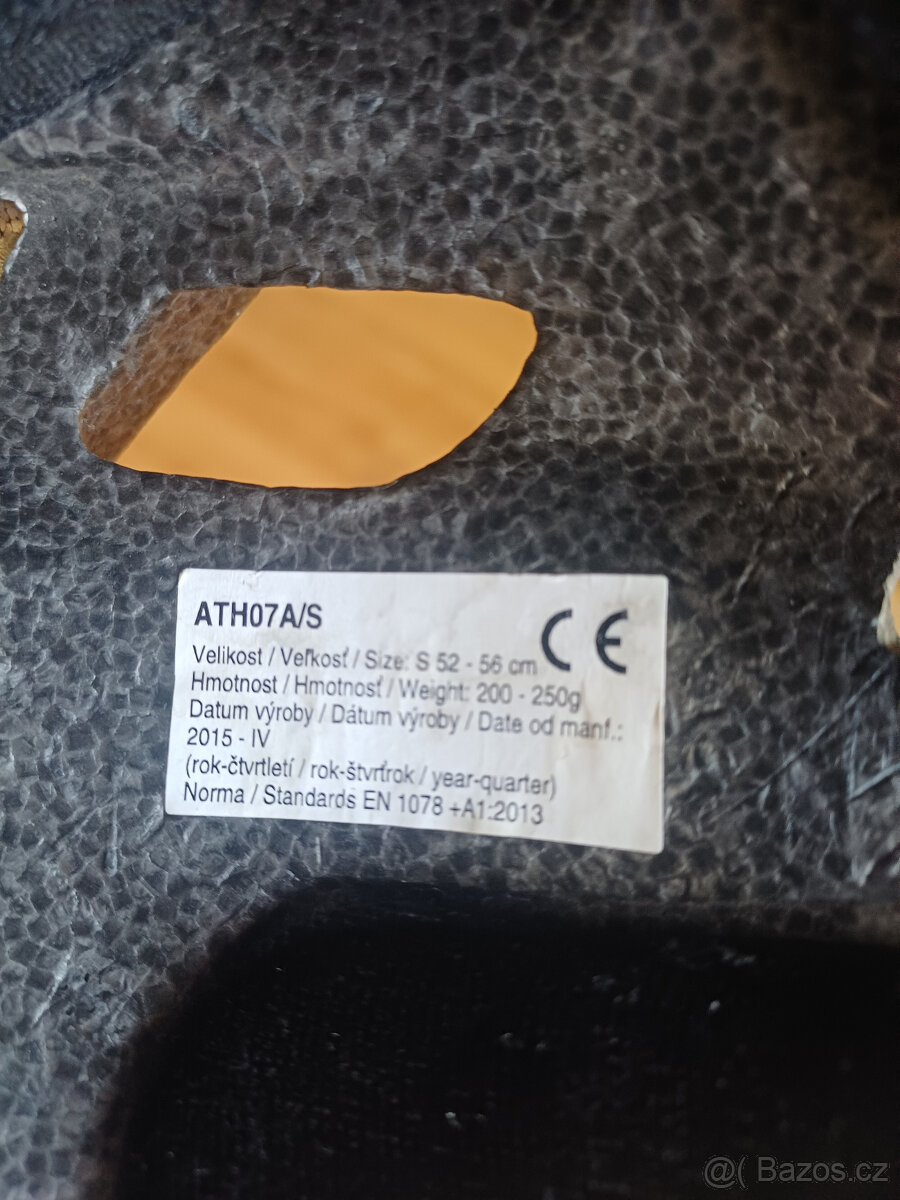 ATH07A/S
CE
Velikost / Veľkosť / Size: S 52 - 56 cm
Hmotnost / Hmotnosť / Weight: 200 - 250g
Datum výroby / Dátum výroby / Date od manf.:
2015 - IV
(rok-čtvrtletí / rok-štvrťrok / year-quarter)
Norma / Standards EN 1078 +A1:2013
@( Bazos.cz